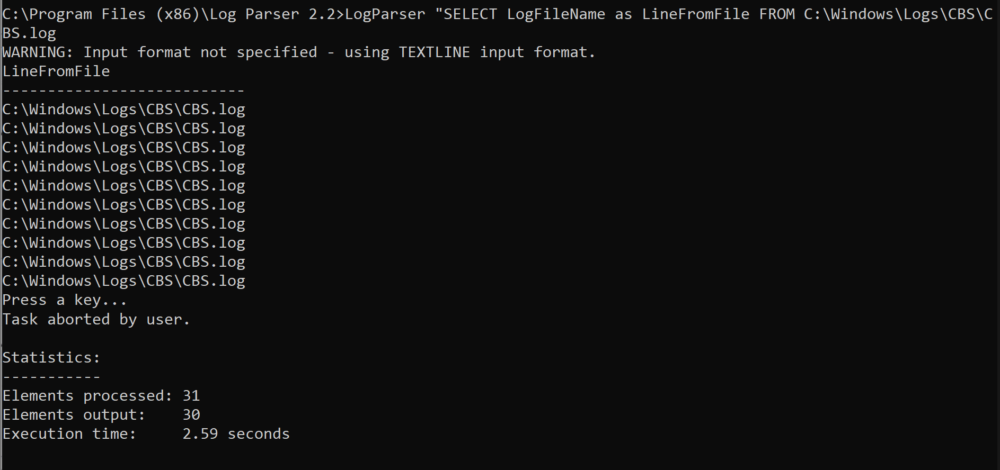 C:\Program Files (x86)\Log Parser 2.2>LogParser "SELECT LogFileName as LineFromFile FROM C:\Windows\Logs\CBS\C
BS.log
WARNING: Input format not specified - using TEXTLINE input format.
LineFromFile
---------------------------
C:\Windows\Logs\CBS\CBS.log
C:\Windows\Logs\CBS\CBS.log
C:\Windows\Logs\CBS\CBS.log
C:\Windows\Logs\CBS\CBS.log
C:\Windows\Logs\CBS\CBS.log
C:\Windows\Logs\CBS\CBS.log
C:\Windows\Logs\CBS\CBS.log
C:\Windows\Logs\CBS\CBS.log
C:\Windows\Logs\CBS\CBS.log
C:\Windows\Logs\CBS\CBS.log
Press a key...
Task aborted by user.

Statistics:
-----------
Elements processed: 31
Elements output:    30
Execution time:     2.59 seconds